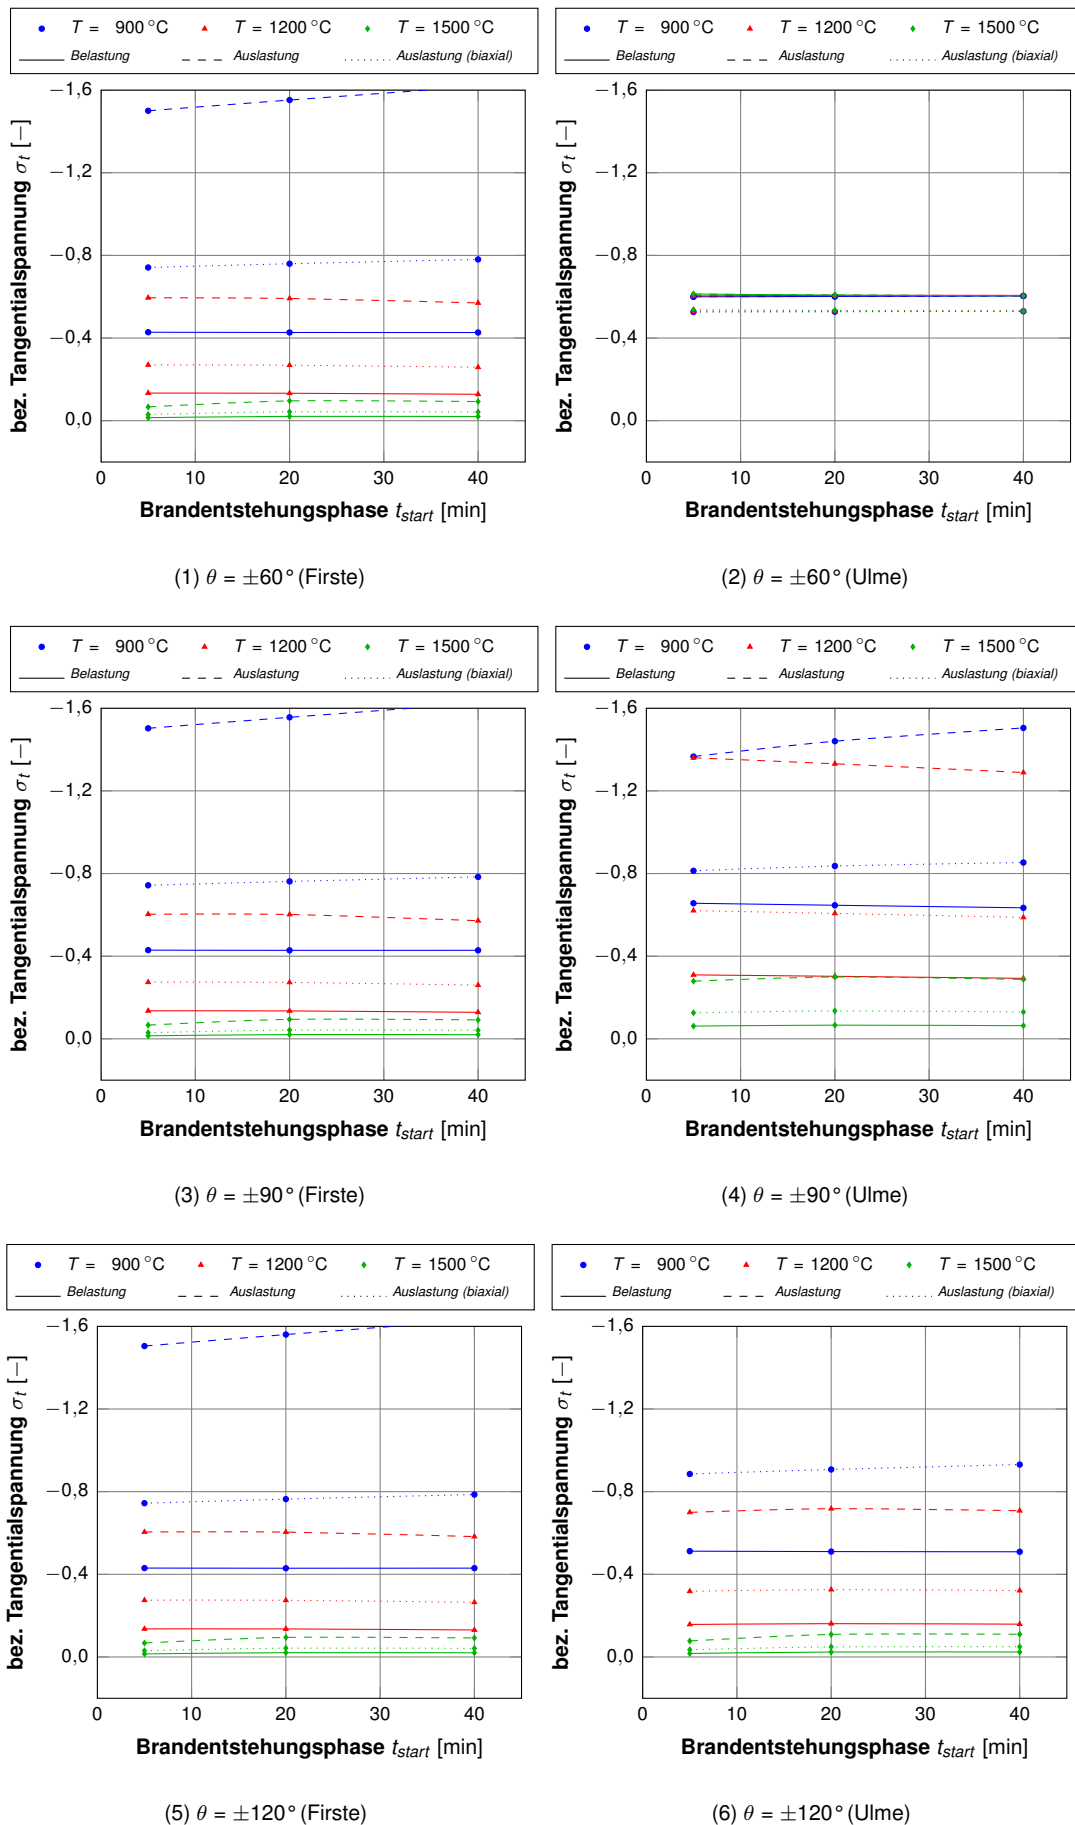 T = 900 °C T = 1200 °C T = 1500 °C
Belastung Auslastung Auslastung (biaxial)
bez. Tangentialspannung σt [−]
−1,6
−1,2
−0,8
−0,4
0,0
0 10 20 30 40
Brandentstehungsphase tstart [min]
(1) θ = ±60° (Firste)
T = 900 °C T = 1200 °C T = 1500 °C
Belastung Auslastung Auslastung (biaxial)
bez. Tangentialspannung σt [−]
−1,6
−1,2
−0,8
−0,4
0,0
0 10 20 30 40
Brandentstehungsphase tstart [min]
(2) θ = ±60° (Ulme)
T = 900 °C T = 1200 °C T = 1500 °C
Belastung Auslastung Auslastung (biaxial)
bez. Tangentialspannung σt [−]
−1,6
−1,2
−0,8
−0,4
0,0
0 10 20 30 40
Brandentstehungsphase tstart [min]
(3) θ = ±90° (Firste)
T = 900 °C T = 1200 °C T = 1500 °C
Belastung Auslastung Auslastung (biaxial)
bez. Tangentialspannung σt [−]
−1,6
−1,2
−0,8
−0,4
0,0
0 10 20 30 40
Brandentstehungsphase tstart [min]
(4) θ = ±90° (Ulme)
T = 900 °C T = 1200 °C T = 1500 °C
Belastung Auslastung Auslastung (biaxial)
bez. Tangentialspannung σt [−]
−1,6
−1,2
−0,8
−0,4
0,0
0 10 20 30 40
Brandentstehungsphase tstart [min]
(5) θ = ±120° (Firste)
T = 900 °C T = 1200 °C T = 1500 °C
Belastung Auslastung Auslastung (biaxial)
bez. Tangentialspannung σt [−]
−1,6
−1,2
−0,8
−0,4
0,0
0 10 20 30 40
Brandentstehungsphase tstart [min]
(6) θ = ±120° (Ulme)